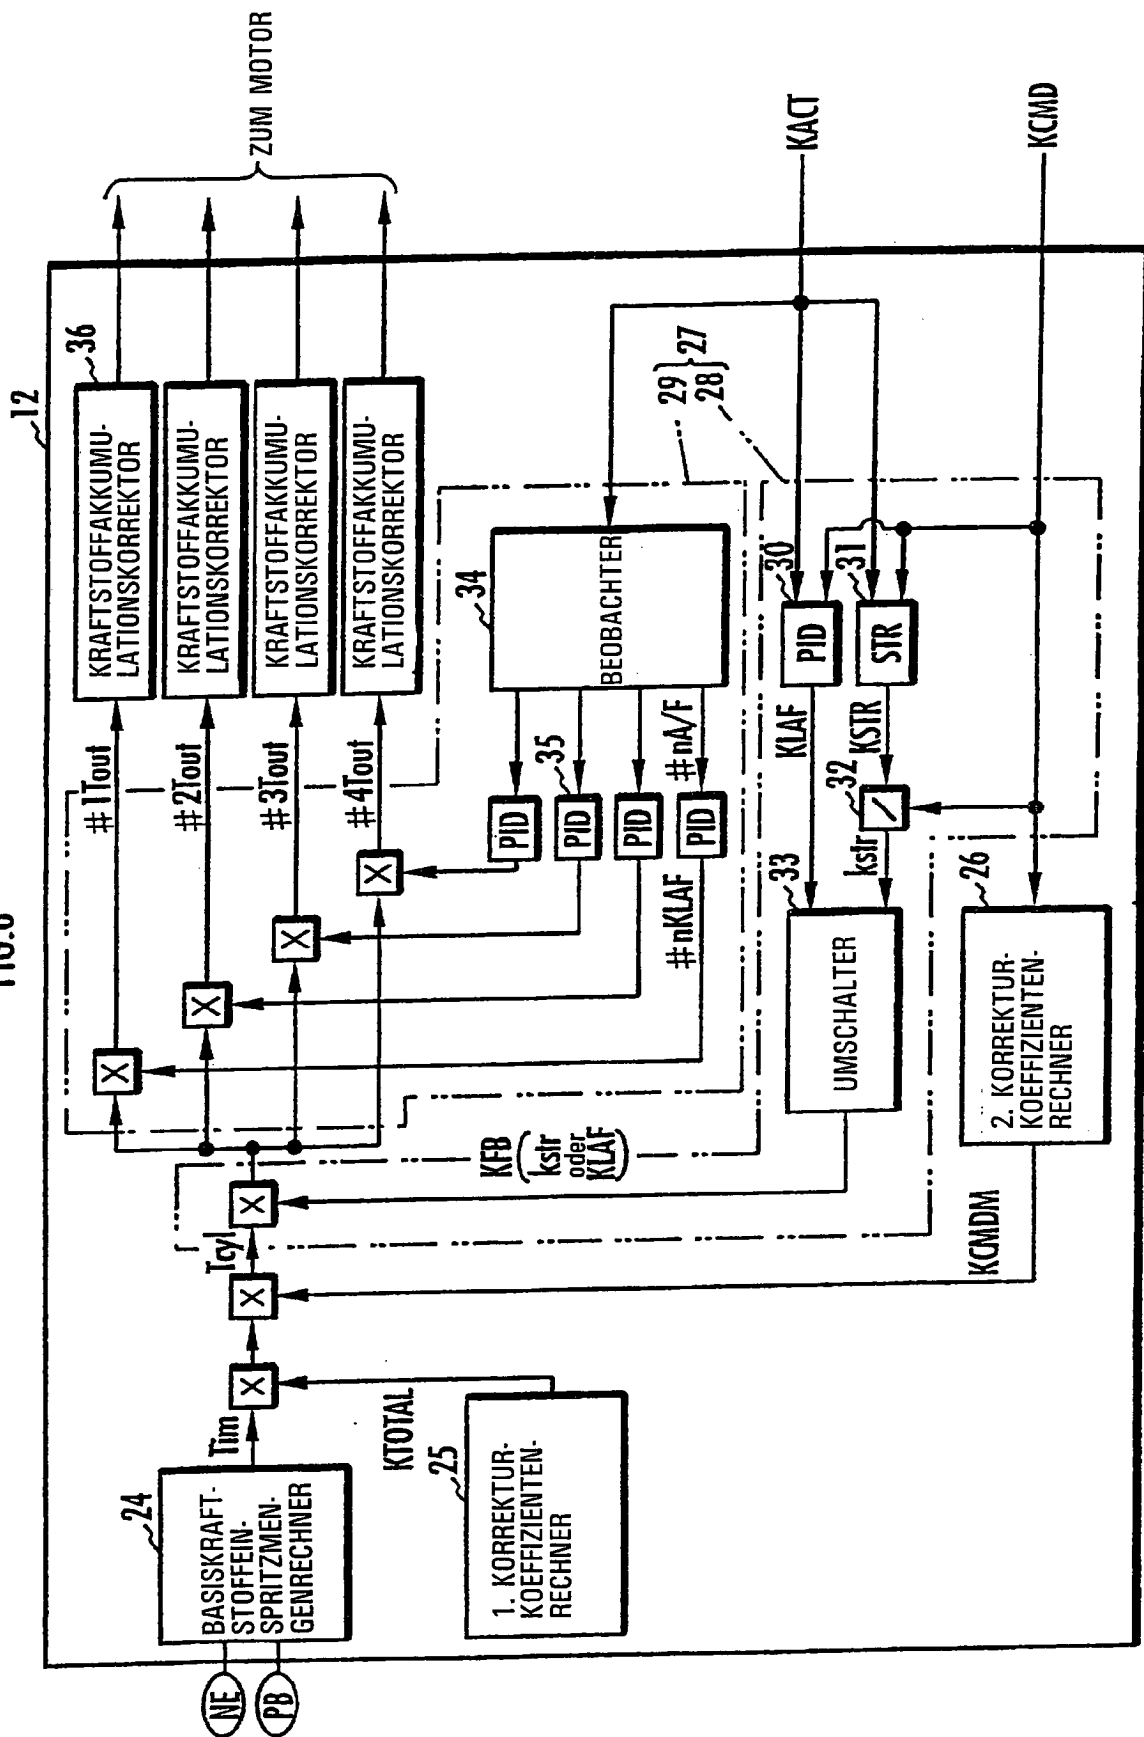 FIG.6
12
24
BASISKRAFT-
STOFFEIN-
SPRITZMEN-
GENRECHNER
NE
PB
Tim
KTOTAL
25
1. KORREKTUR-
KOEFFIZIENTEN-
RECHNER
X
X
Tcyl
X
KCMDM
KFB
(kstr
oder
KLAF)
X
X
X
X
#1Tout
#2Tout
#3Tout
#4Tout
36
KRAFTSTOFFAKKUMU-
LATIONSKORREKTOR
KRAFTSTOFFAKKUMU-
LATIONSKORREKTOR
KRAFTSTOFFAKKUMU-
LATIONSKORREKTOR
KRAFTSTOFFAKKUMU-
LATIONSKORREKTOR
ZUM MOTOR
34
BEOBACHTER
35
PID
PID
PID
PID
#nA/F
#nKLAF
29
28
27
30
PID
KLAF
31
STR
KSTR
32
kstr
33
UMSCHALTER
26
2. KORREKTUR-
KOEFFIZIENTEN-
RECHNER
KACT
KCMD